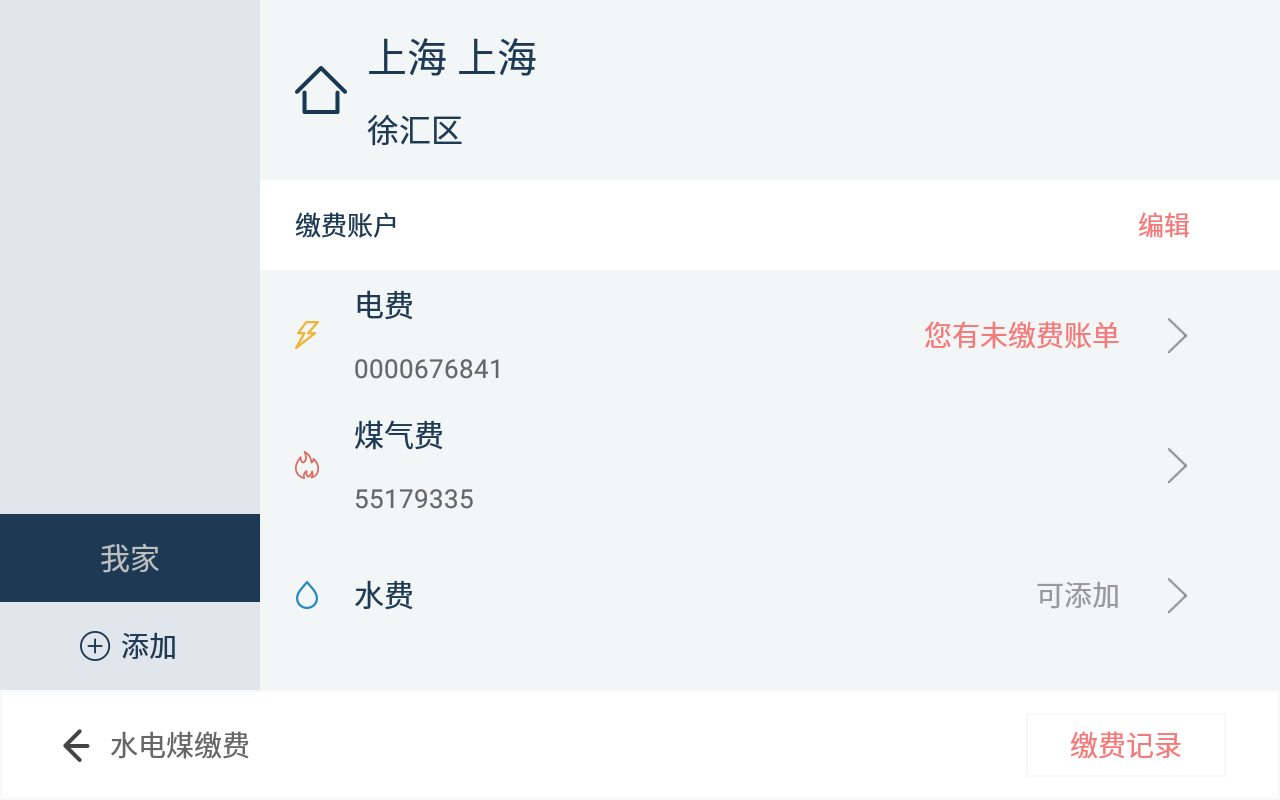 上海 上海
徐汇区
缴费账户
编辑
电费
0000676841
您有未缴费账单
煤气费
55179335
水费
可添加
我家
添加
水电煤缴费
缴费记录